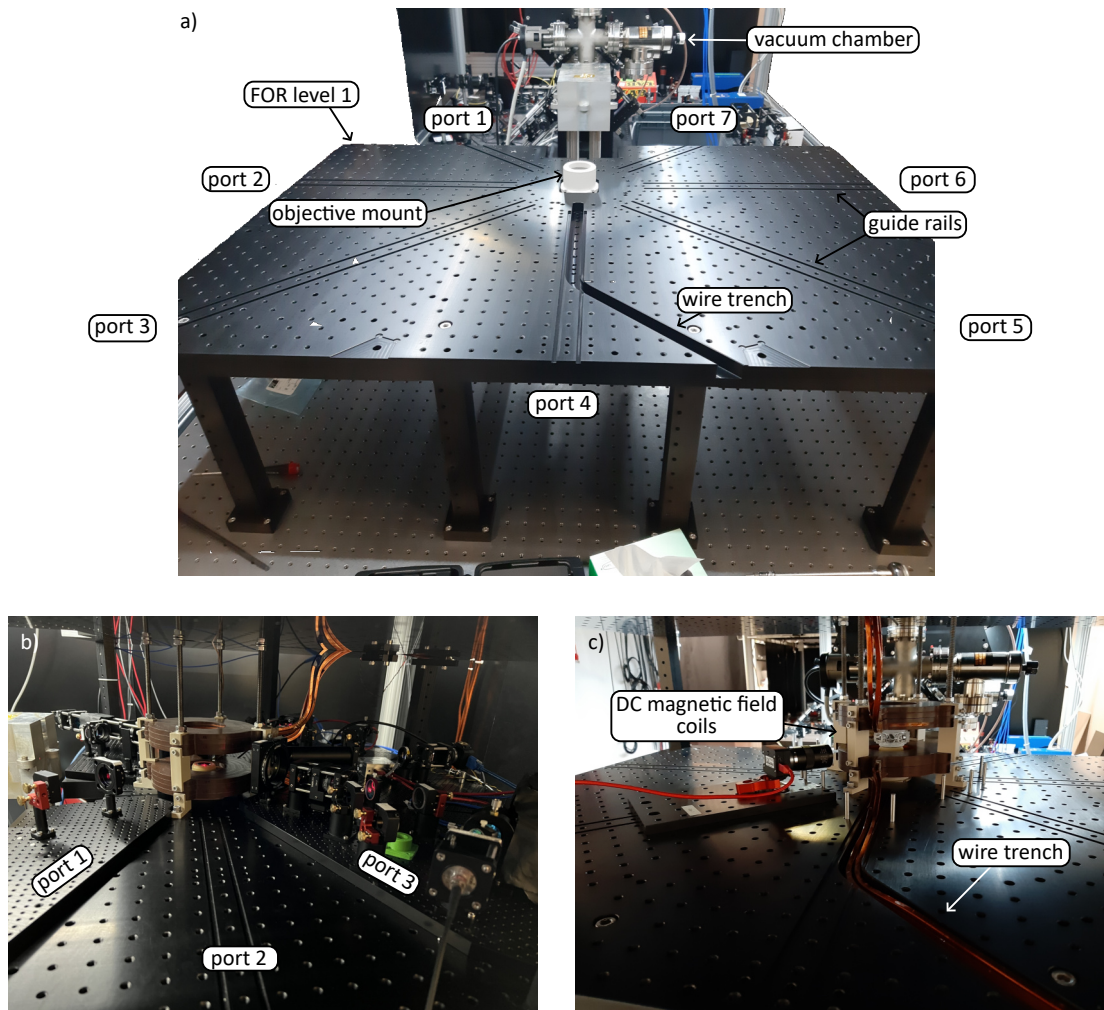 a)
vacuum chamber
FOR level 1
port 1
port 7
port 2
port 6
objective mount
guide rails
wire trench
port 3
port 5
port 4
b)
port 1
port 3
port 2
c)
DC magnetic field
coils
wire trench